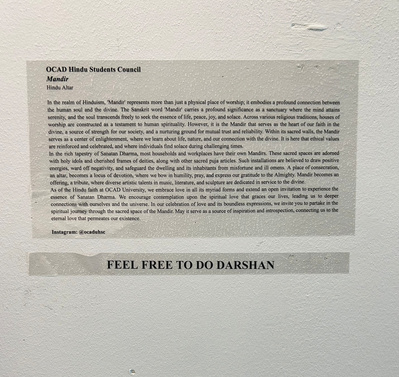 OCAD Hindu Students Council
Mandir
Hindu Altar
In the realm of Hinduism, 'Mandir' represents more than just a physical place of worship; it embodies a profound connection between
the human soul and the divine. The Sanskrit word 'Mandir' carries a profound significance as a sanctuary where the mind attains
serenity, and the soul transcends freely to seek the essence of life, peace, joy, and solace. Across various religious traditions, houses of
worship are constructed as a testament to human spirituality. However, it is the Mandir that serves as the heart of our faith in the
divine, a source of strength for our society, and a nurturing ground for mutual trust and reliability. Within its sacred walls, the Mandir
serves as a center of enlightenment, where we learn about life, nature, and our connection with the divine. It is here that ethical values
are reinforced and celebrated, and where individuals find solace during challenging times.
In the rich tapestry of Sanatan Dharma, most households and workplaces have their own Mandirs. These sacred spaces are adorned
with holy idols and cherished frames of deities, along with other sacred puja articles. Such installations are believed to draw positive
energies, ward off negativity, and safeguard the dwelling and its inhabitants from misfortune and ill omens. A place of consecration,
an altar, becomes a locus of devotion, where we bow in humility, pray, and express our gratitude to the Almighty. Mandir becomes an
offering, a tribute, where diverse artistic talents in music, literature, and sculpture are dedicated in service to the divine.
As of the Hindu faith at OCAD University, we embrace love in all its myriad forms and extend an open invitation to experience the
essence of Sanatan Dharma. We encourage contemplation upon the spiritual love that graces our lives, leading us to deeper
connections with ourselves and the universe. In our celebration of love and its boundless expressions, we invite you to partake in the
spiritual journey through the sacred space of the Mandir. May it serve as a source of inspiration and introspection, connecting us to the
eternal love that permeates our existence.
Instagram: @ocaduhsc
FEEL FREE TO DO DARSHAN